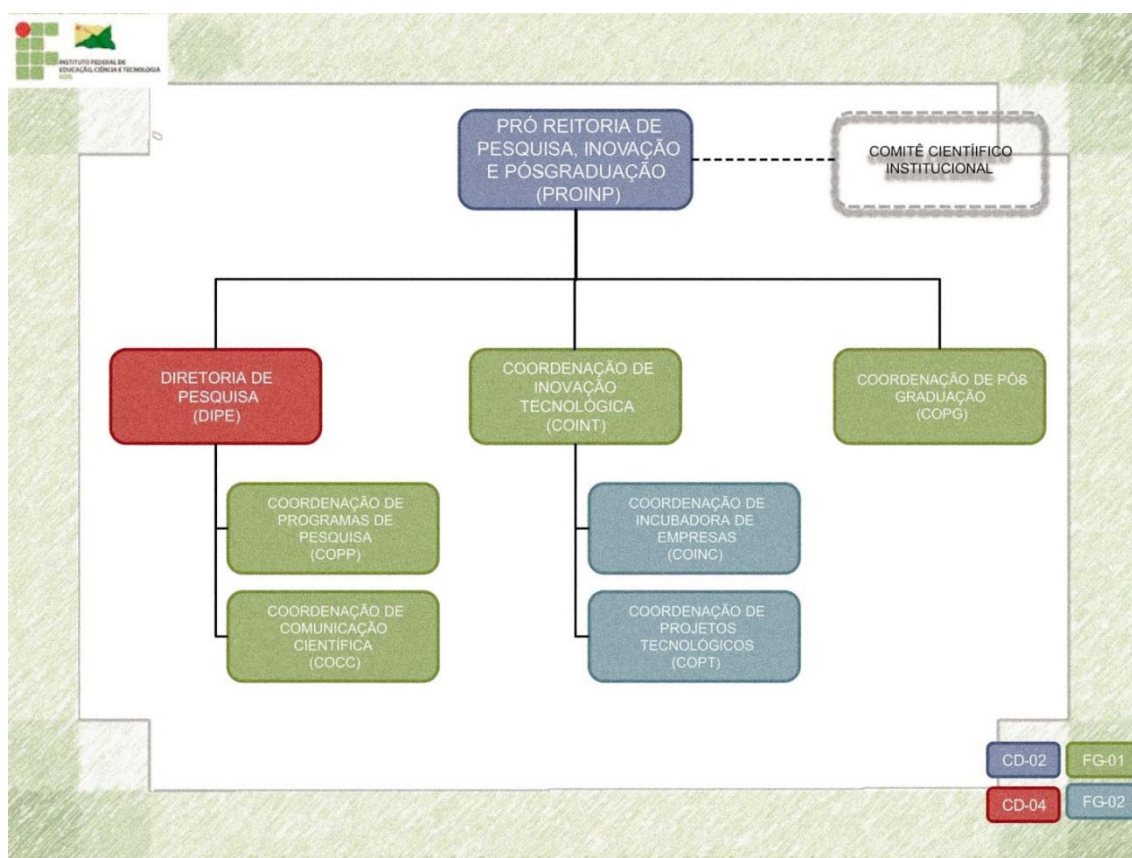 INSTITUTO FEDERAL DE
EDUCAÇÃO, CIÊNCIA E TECNOLOGIA
ACRE
PRÓ REITORIA DE
PESQUISA, INOVAÇÃO
E PÓSGRADUAÇÃO
(PROINP)
COMITÊ CIENTÍIFICO
INSTITUCIONAL
DIRETORIA DE
PESQUISA
(DIPE)
COORDENAÇÃO DE
INOVAÇÃO
TECNOLÓGICA
(COINT)
COORDENAÇÃO DE PÓS
GRADUAÇÃO
(COPG)
COORDENAÇÃO DE
PROGRAMAS DE
PESQUISA
(COPP)
COORDENAÇÃO DE
INCUBADORA DE
EMPRESAS
(COINC)
COORDENAÇÃO DE
COMUNICAÇÃO
CIENTÍFICA
(COCC)
COORDENAÇÃO DE
PROJETOS
TECNOLÓGICOS
(COPT)
CD-02
FG-01
CD-04
FG-02